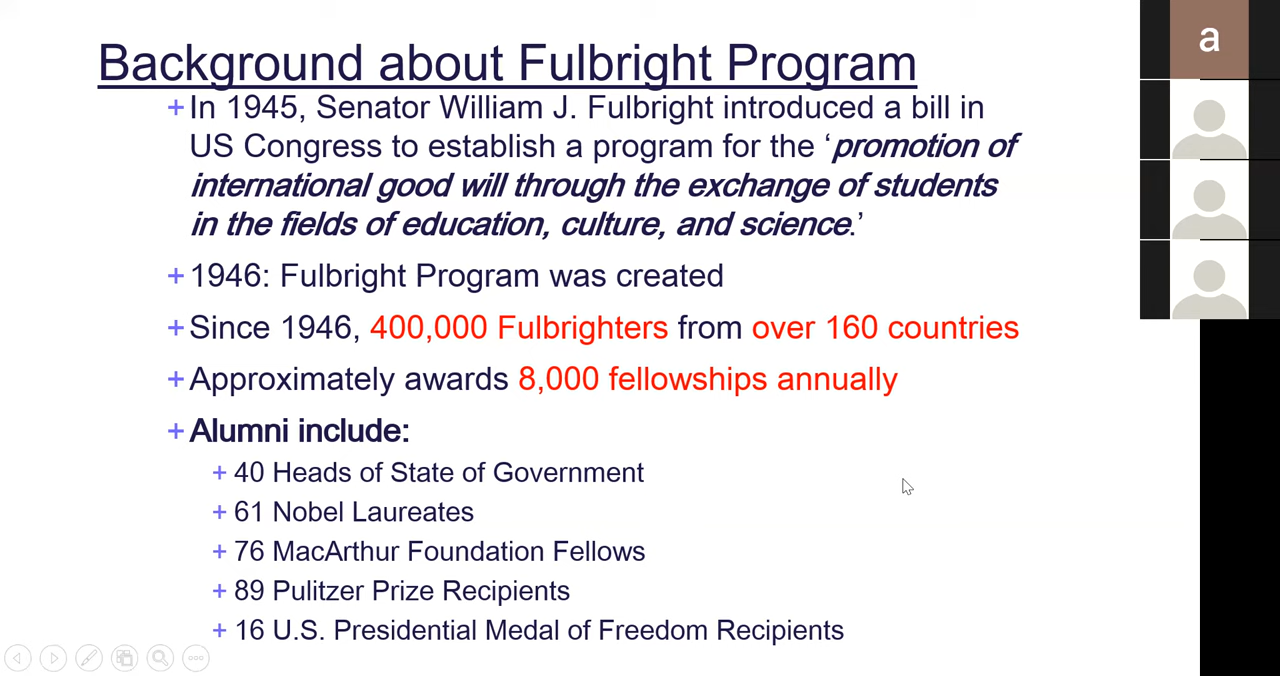 Background about Fulbright Program
+In 1945, Senator William J. Fulbright introduced a bill in
US Congress to establish a program for the ‘promotion of
international good will through the exchange of students
in the fields of education, culture, and science.’
+1946: Fulbright Program was created
+Since 1946, 400,000 Fulbrighters from over 160 countries
+Approximately awards 8,000 fellowships annually
+Alumni include:
+40 Heads of State of Government
+61 Nobel Laureates
+76 MacArthur Foundation Fellows
+89 Pulitzer Prize Recipients
+16 U.S. Presidential Medal of Freedom Recipients
a